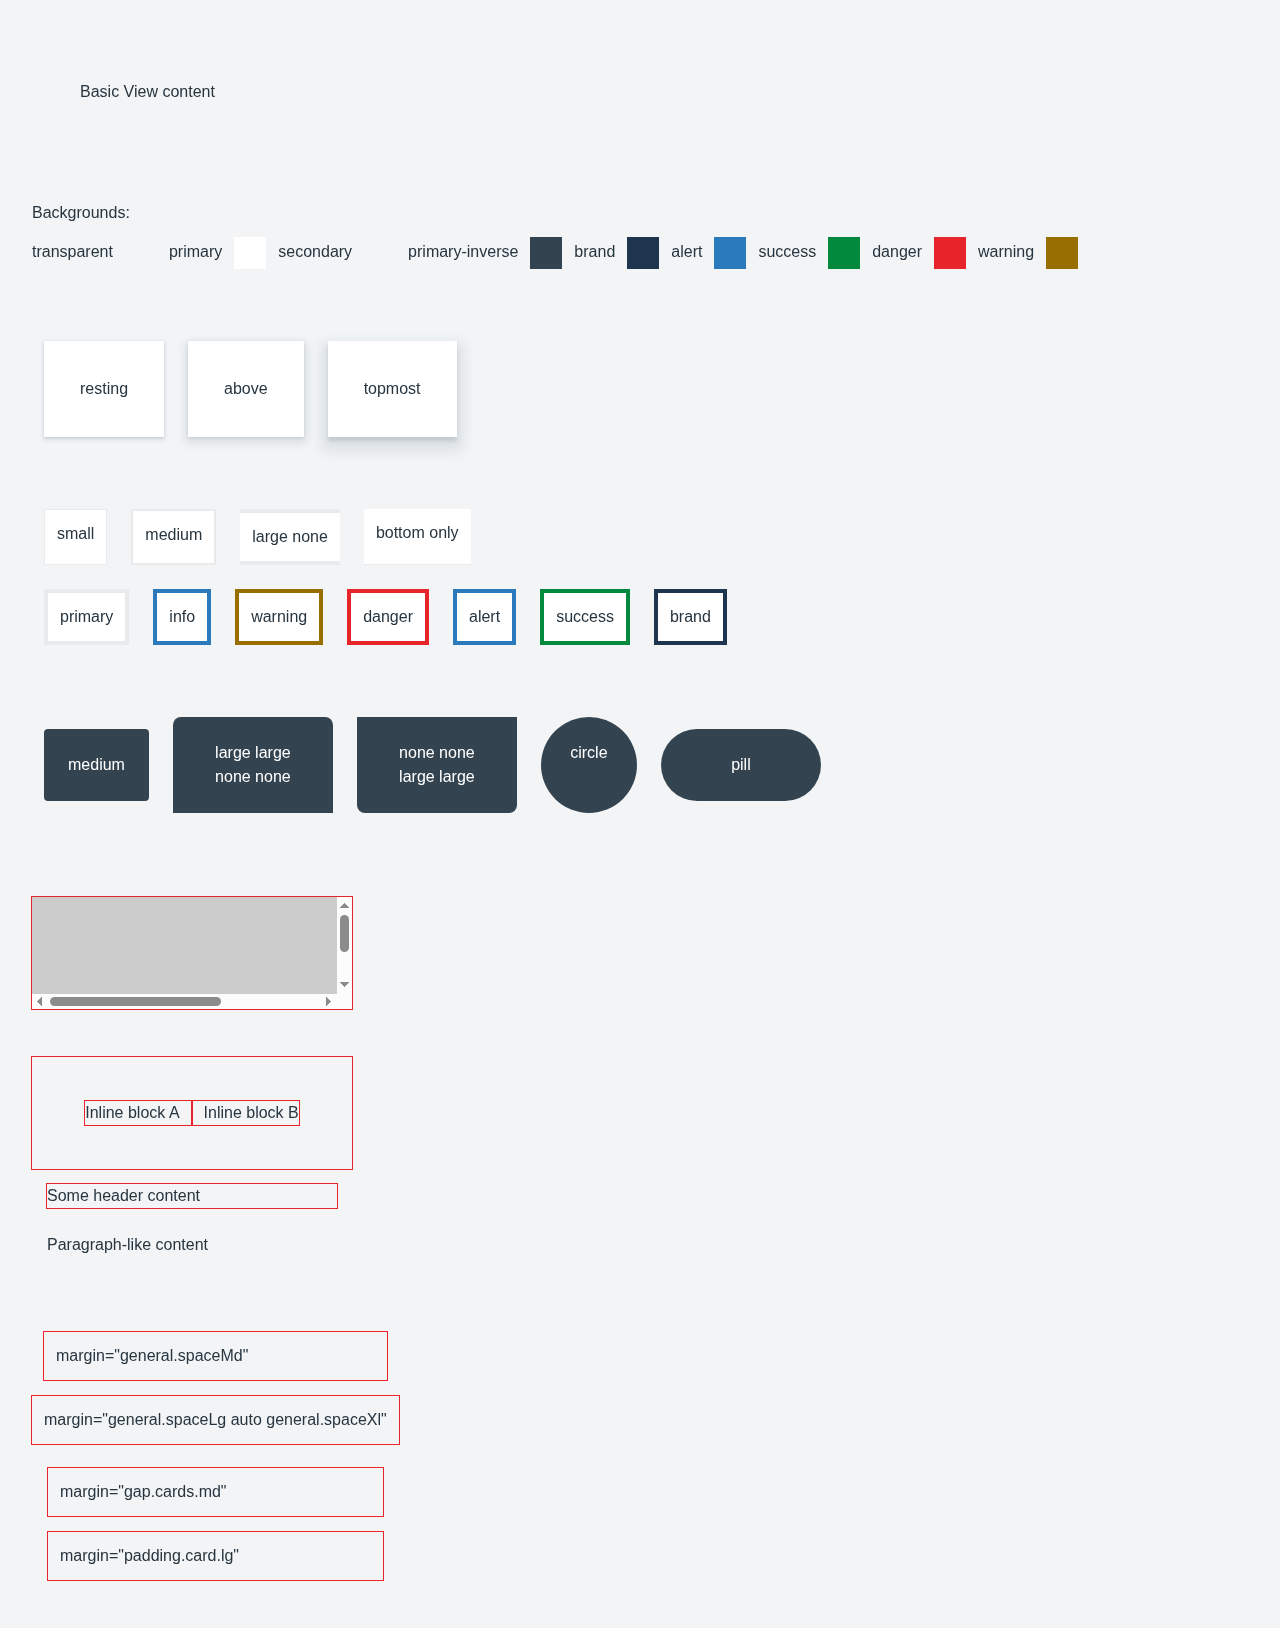 Basic View content
Backgrounds:
transparent primary secondary primary-inverse brand alert success danger warning
resting above topmost
small medium large none bottom only
primary info warning danger alert success brand
medium large large none none circle pill
none none large large
Inline block A Inline block B
Some header content
Paragraph-like content
margin="general.spaceMd"
margin="general.spaceLg auto general.spaceXl"
margin="gap.cards.md"
margin="padding.card.lg"